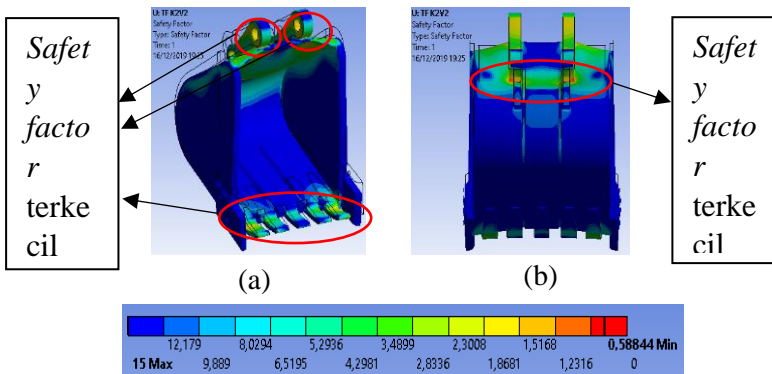 Safet
y
facto
r
terke
cil
U: TF K2V2
Safety Factor
Type: Safety Factor
Time: 1
16/12/2019 19:25
(a)
U: TF K2V2
Safety Factor
Type: Safety Factor
Time: 1
16/12/2019 19:25
(b)
Safet
y
facto
r
terke
cil
12,179 8,0294 5,2996 3,4899 2,3008 1,5168 0,58844 Min
15 Max 9,889 6,5195 4,2981 2,8336 1,8681 1,2316 0